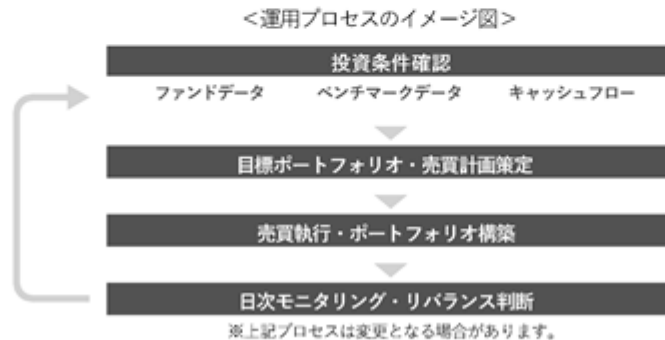 ＜運用プロセスのイメージ図＞
投資条件確認
ファンドデータ ベンチマークデータ キャッシュフロー
目標ポートフォリオ・売買計画策定
売買執行・ポートフォリオ構築
日次モニタリング・リバランス判断
※上記プロセスは変更となる場合があります。